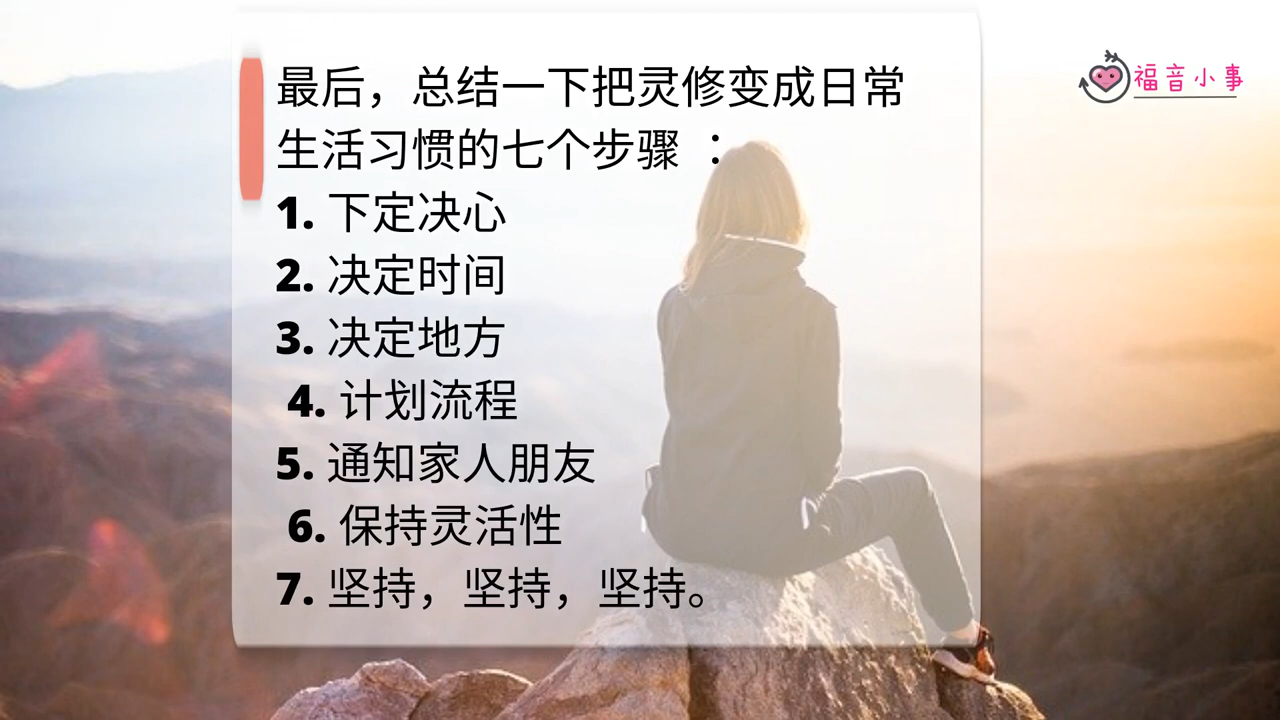 最后，总结一下把灵修变成日常
生活习惯的七个步骤 ：
1. 下定决心
2. 决定时间
3. 决定地方
4. 计划流程
5. 通知家人朋友
6. 保持灵活性
7. 坚持，坚持，坚持。
福音小事